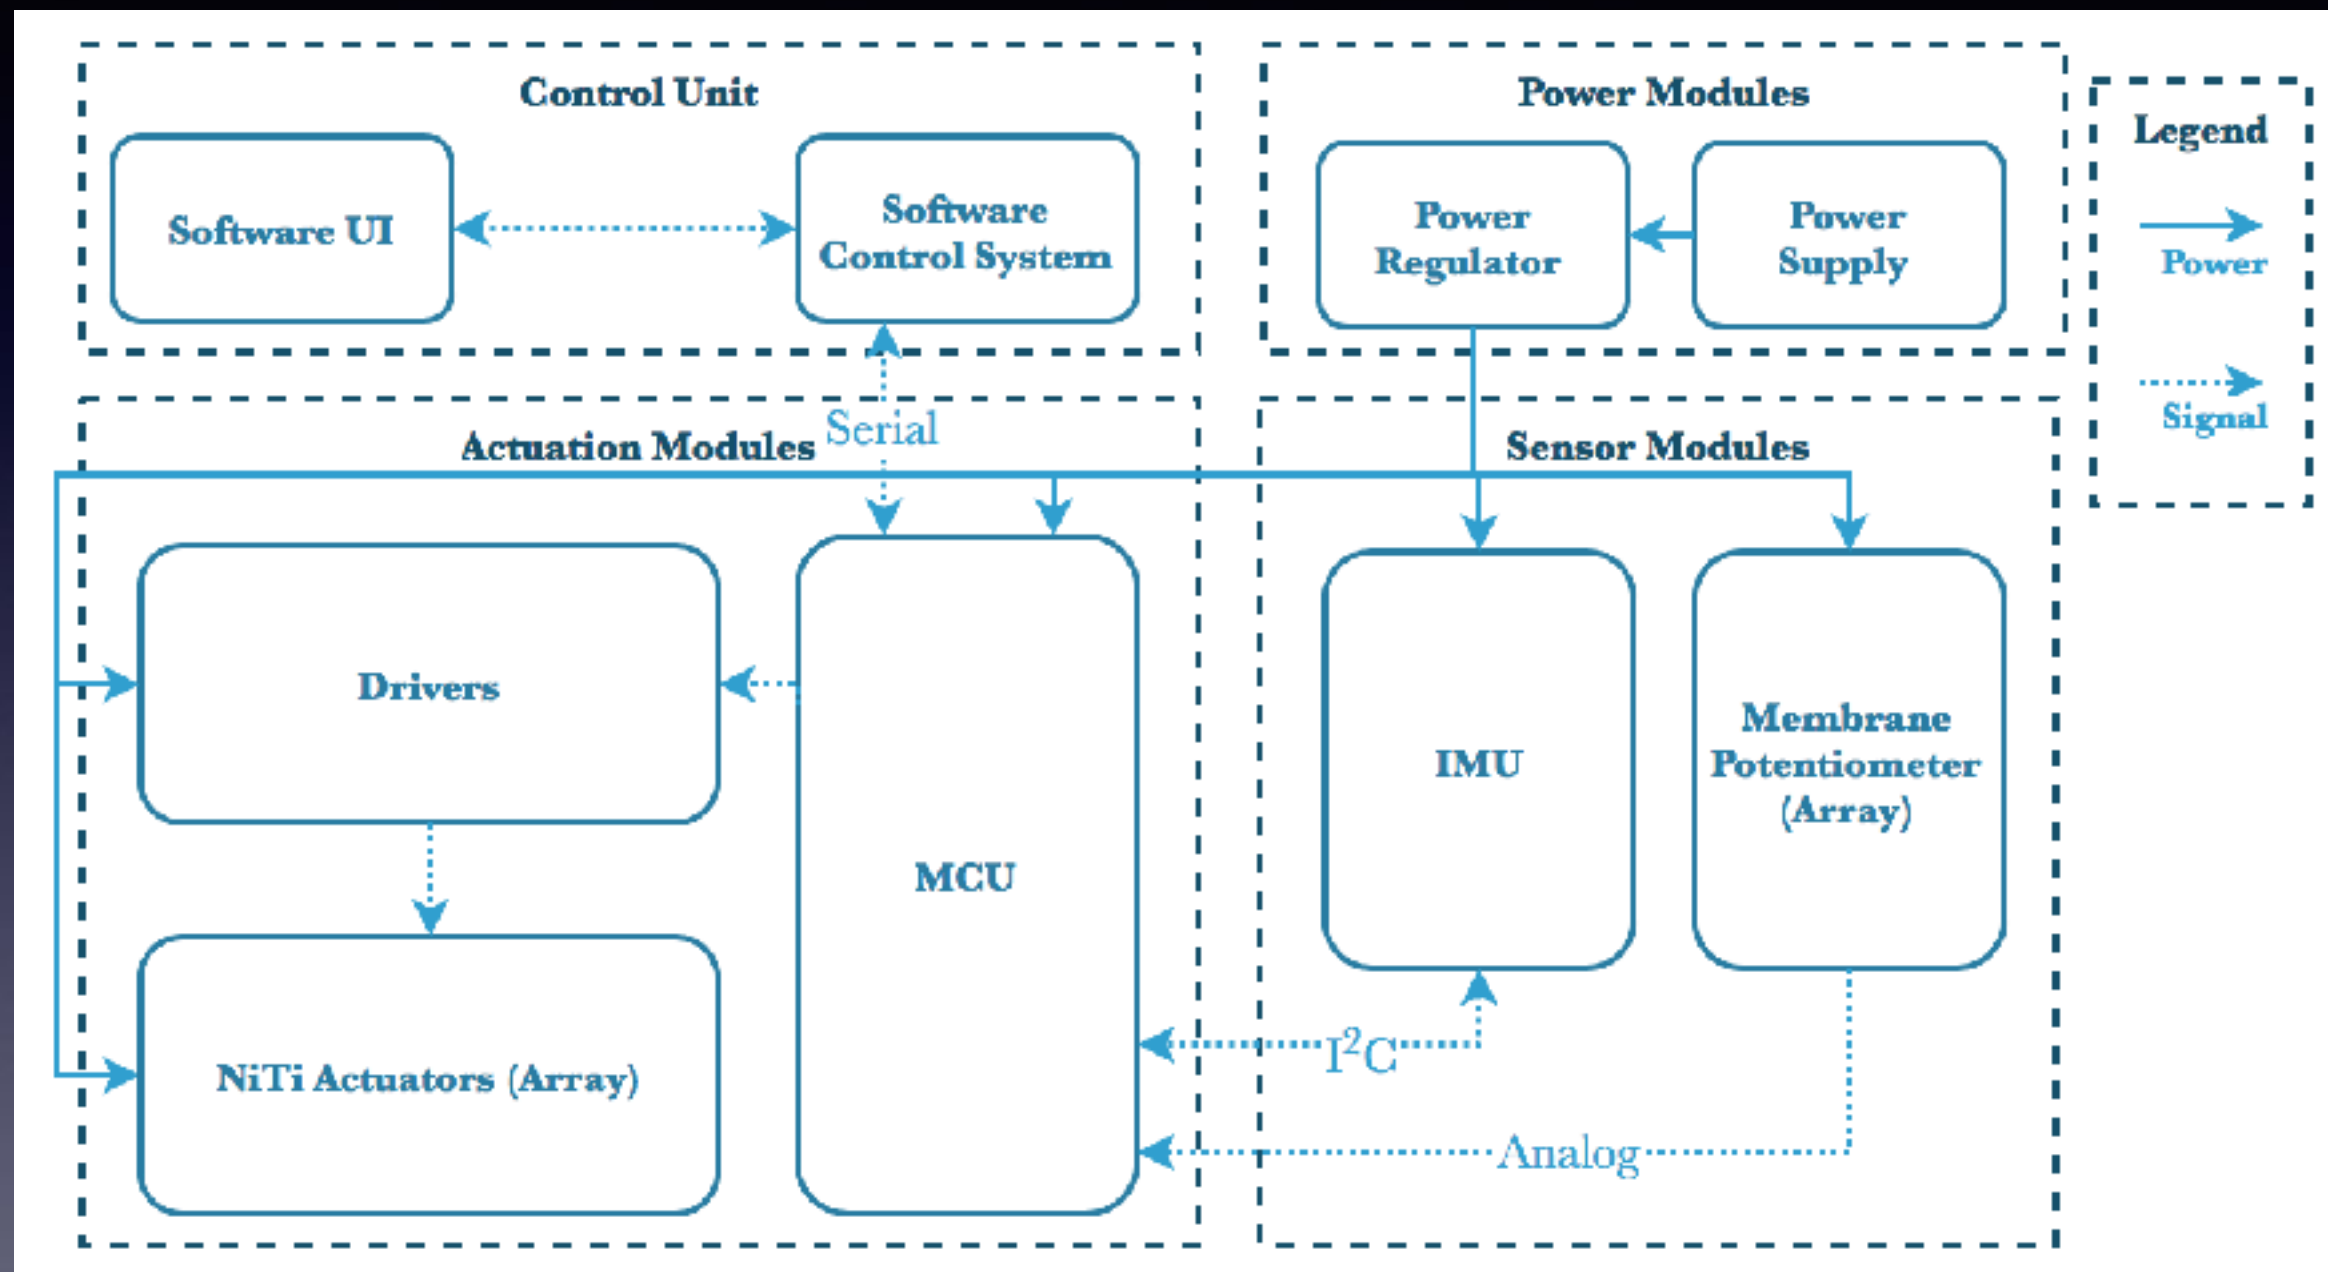 Control Unit
Software UI
Software
Control System
Power Modules
Power
Regulator
Power
Supply
Legend
Power
Signal
Serial
Actuation Modules
Drivers
NiTi Actuators (Array)
MCU
Sensor Modules
IMU
Membrane
Potentiometer
(Array)
I²C
Analog